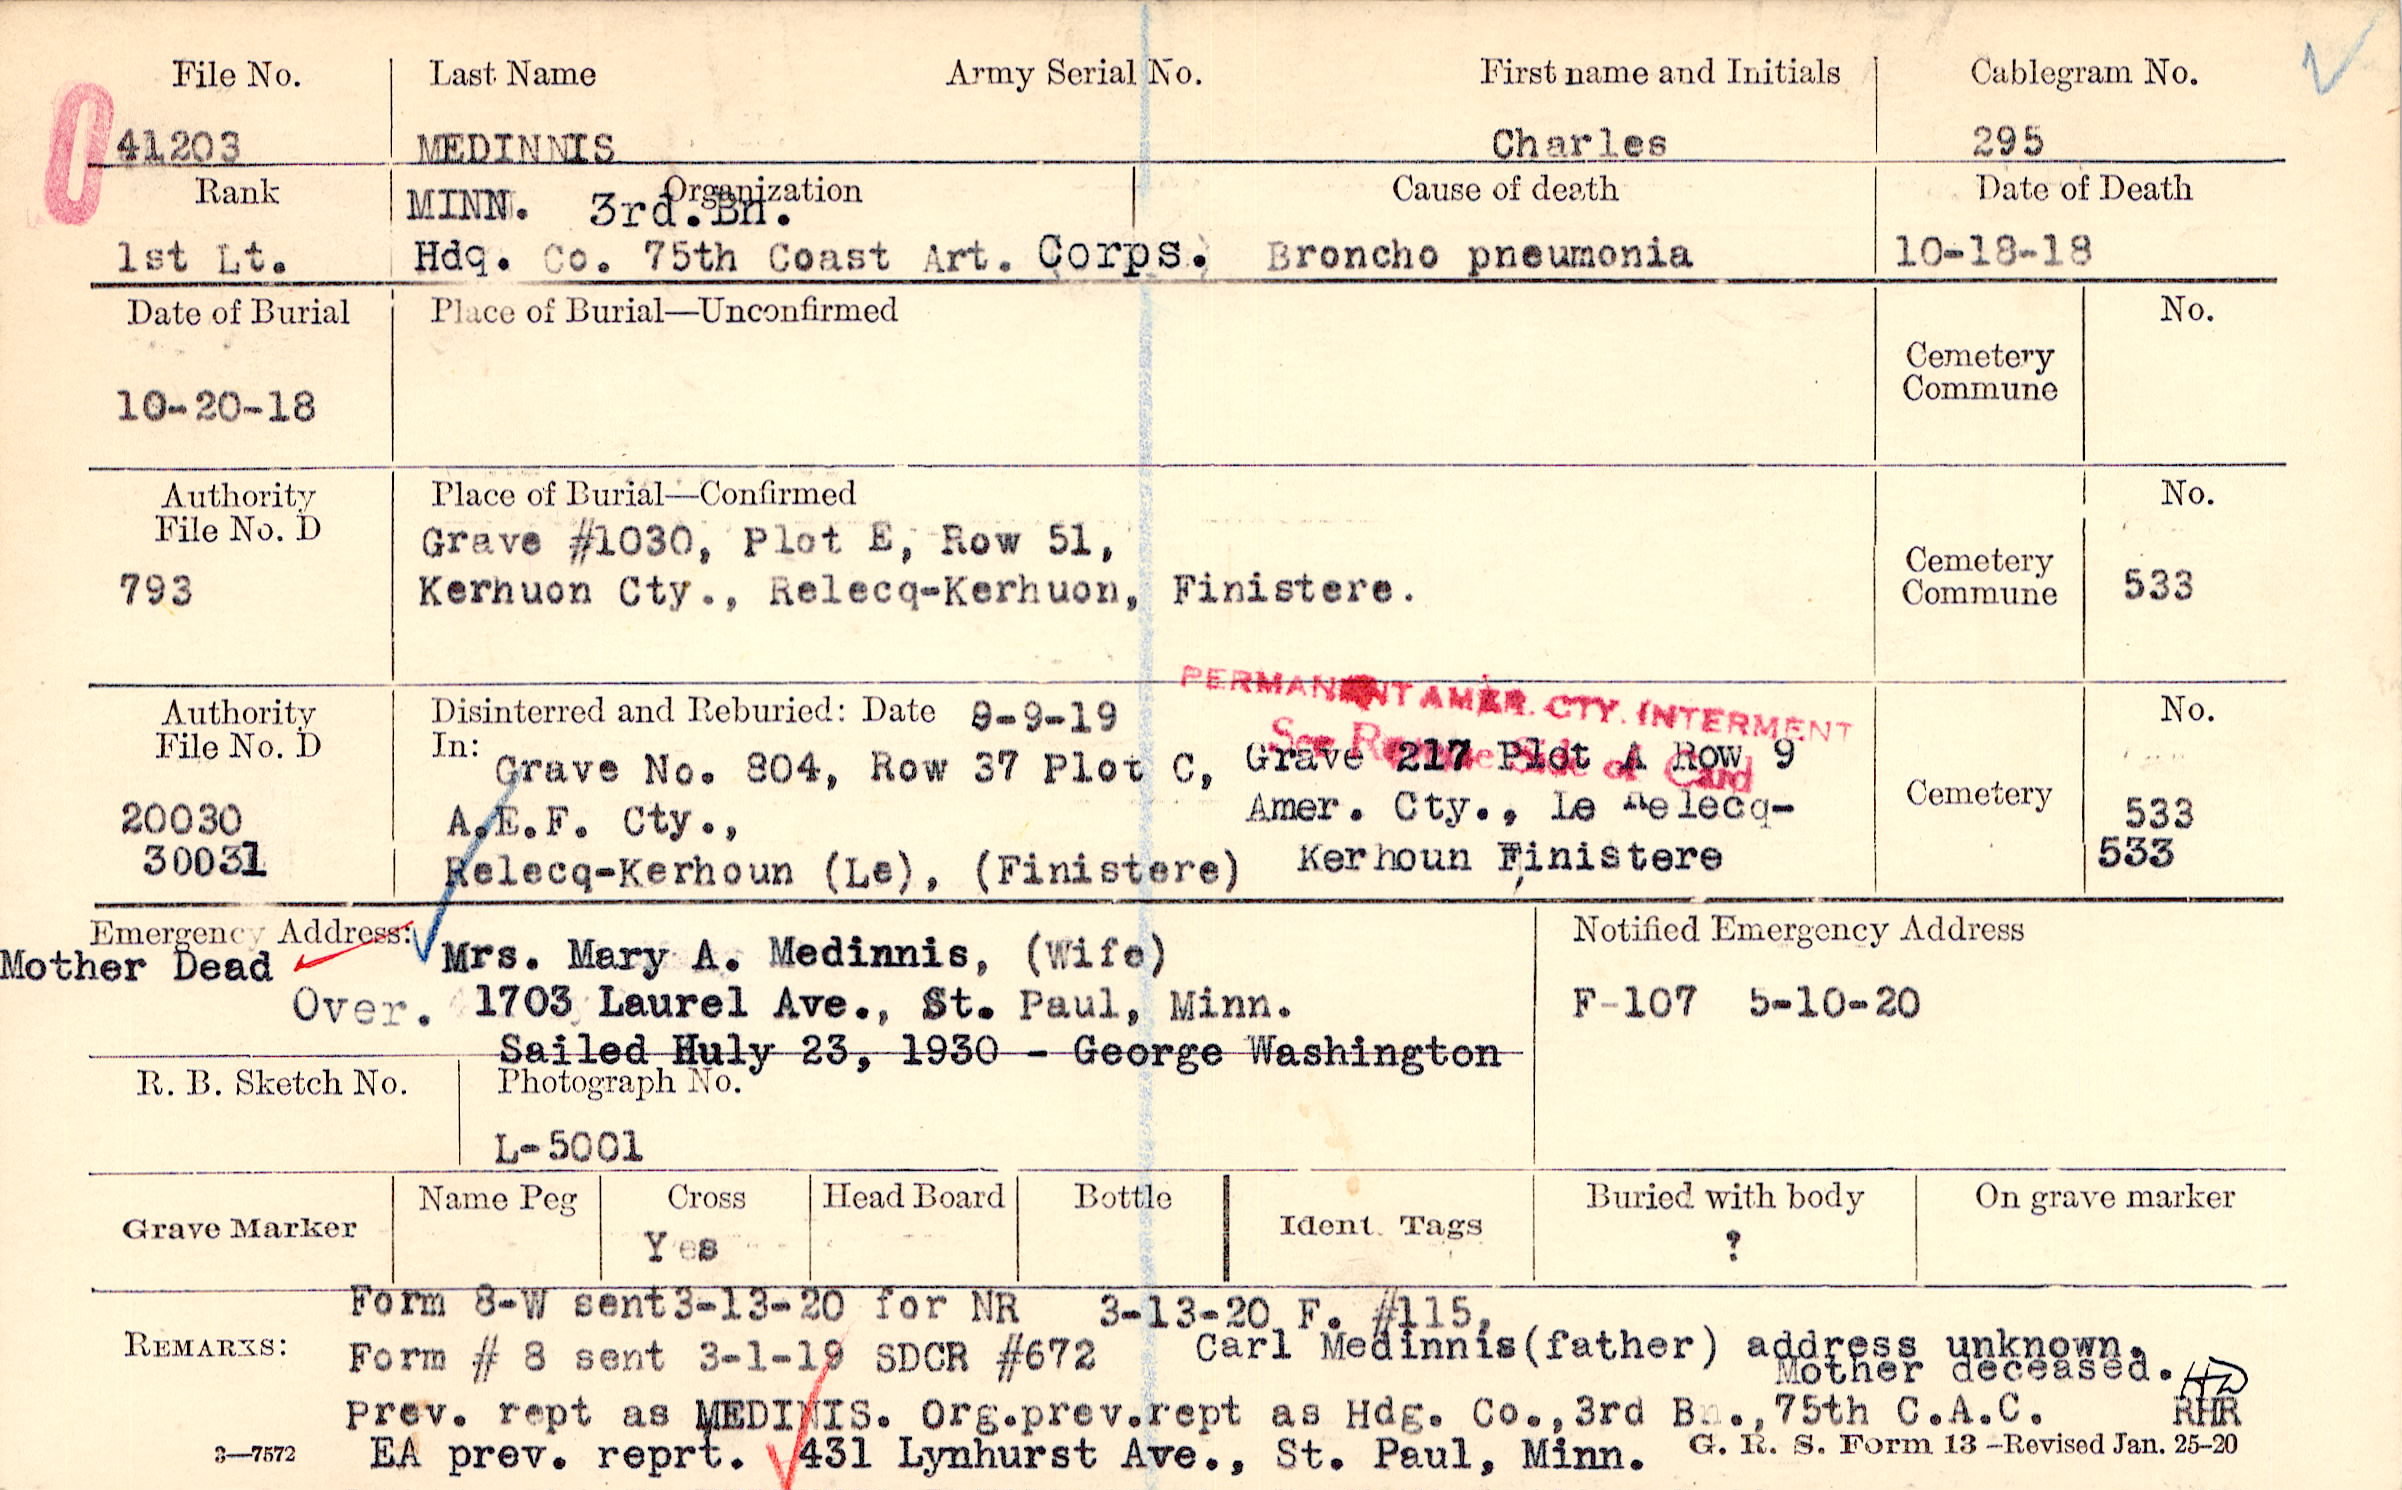 File No. Last Name Army Serial No. First name and Initials Cablegram No.
41203 MEDINNIS Charles 295
Rank Organization Cause of death Date of Death
MINN. 3rd.Bn.
1st Lt. Hdq. Co. 75th Coast Art. Corps. Broncho pneumonia 10-18-18
Date of Burial Place of Burial—Unconfirmed No.
Cemetery
Commune
10-20-18
Authority Place of Burial—Confirmed No.
File No. D
Grave #1030, Plot E, Row 51,
Cemetery
793 Kerhuon Cty., Relecq-Kerhuon, Finistere. Commune 533
PERMANENT AMER. CTY. INTERMENT
See Reverse Side of Card
Authority Disinterred and Reburied: Date 9-9-19 No.
File No. D In:
Grave No. 804, Row 37 Plot C, Grave 217 Plot A Row 9
Cemetery
20030 A.E.F. Cty., Amer. Cty., Le Relecq- 533
30031 Relecq-Kerhoun (Le), (Finistere) Kerhoun Finistere 533
Emergency Address: Notified Emergency Address
Mother Dead Mrs. Mary A. Medinnis, (Wife)
Over. 1703 Laurel Ave., St. Paul, Minn. F-107 5-10-20
Sailed Huly 23, 1930 - George Washington
R. B. Sketch No. Photograph No.
L-5001
Grave Marker Name Peg Cross Head Board Bottle Ident. Tags Buried with body On grave marker
Yes ?
Form 8-W sent 3-13-20 for NR 3-13-20 F. #115,
REMARKS: Form # 8 sent 3-1-19 SDCR #672 Carl Medinnis(father) address unknown.
Mother deceased. HD
Prev. rept as MEDINIS. Org.prev.rept as Hdg. Co.,3rd Bn.,75th C.A.C. RHR
3—7572 EA prev. reprt. 431 Lynhurst Ave., St. Paul, Minn. G. R. S. Form 13 –Revised Jan. 25-20